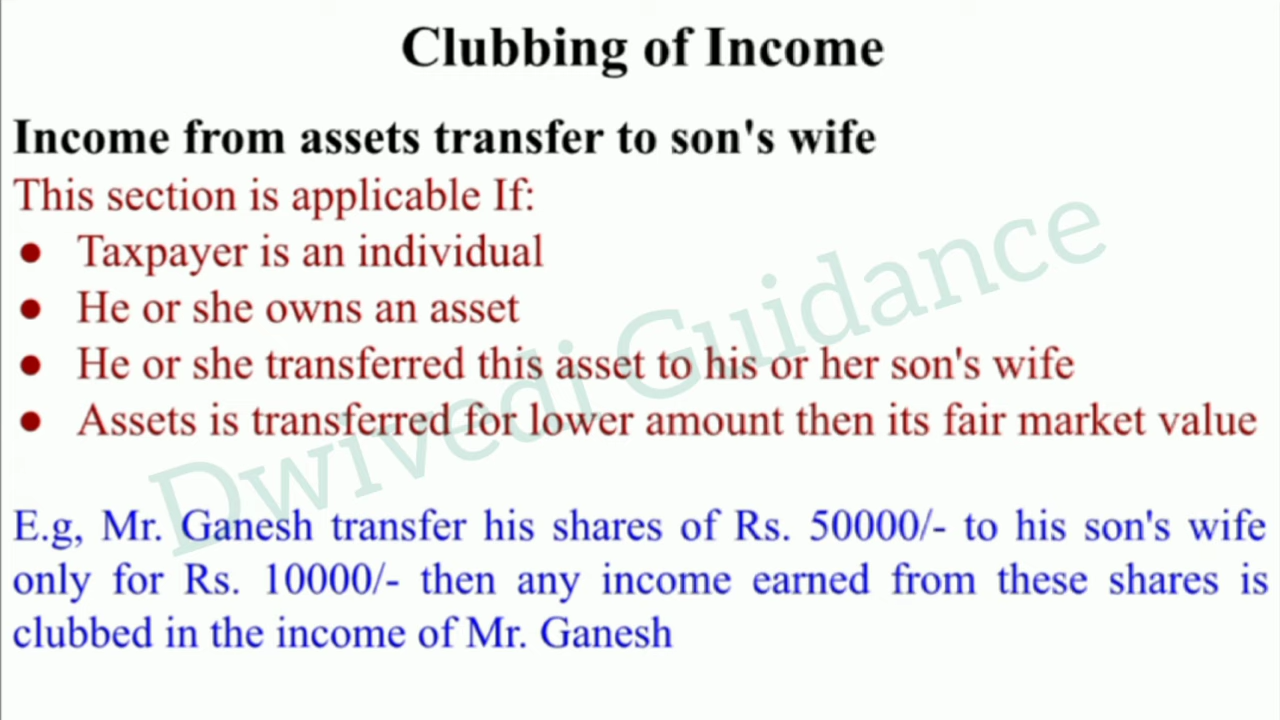 Clubbing of Income
Income from assets transfer to son's wife
This section is applicable If:
● Taxpayer is an individual
● He or she owns an asset
● He or she transferred this asset to his or her son's wife
● Assets is transferred for lower amount then its fair market value
E.g, Mr. Ganesh transfer his shares of Rs. 50000/- to his son's wife
only for Rs. 10000/- then any income earned from these shares is
clubbed in the income of Mr. Ganesh
Dwivedi Guidance